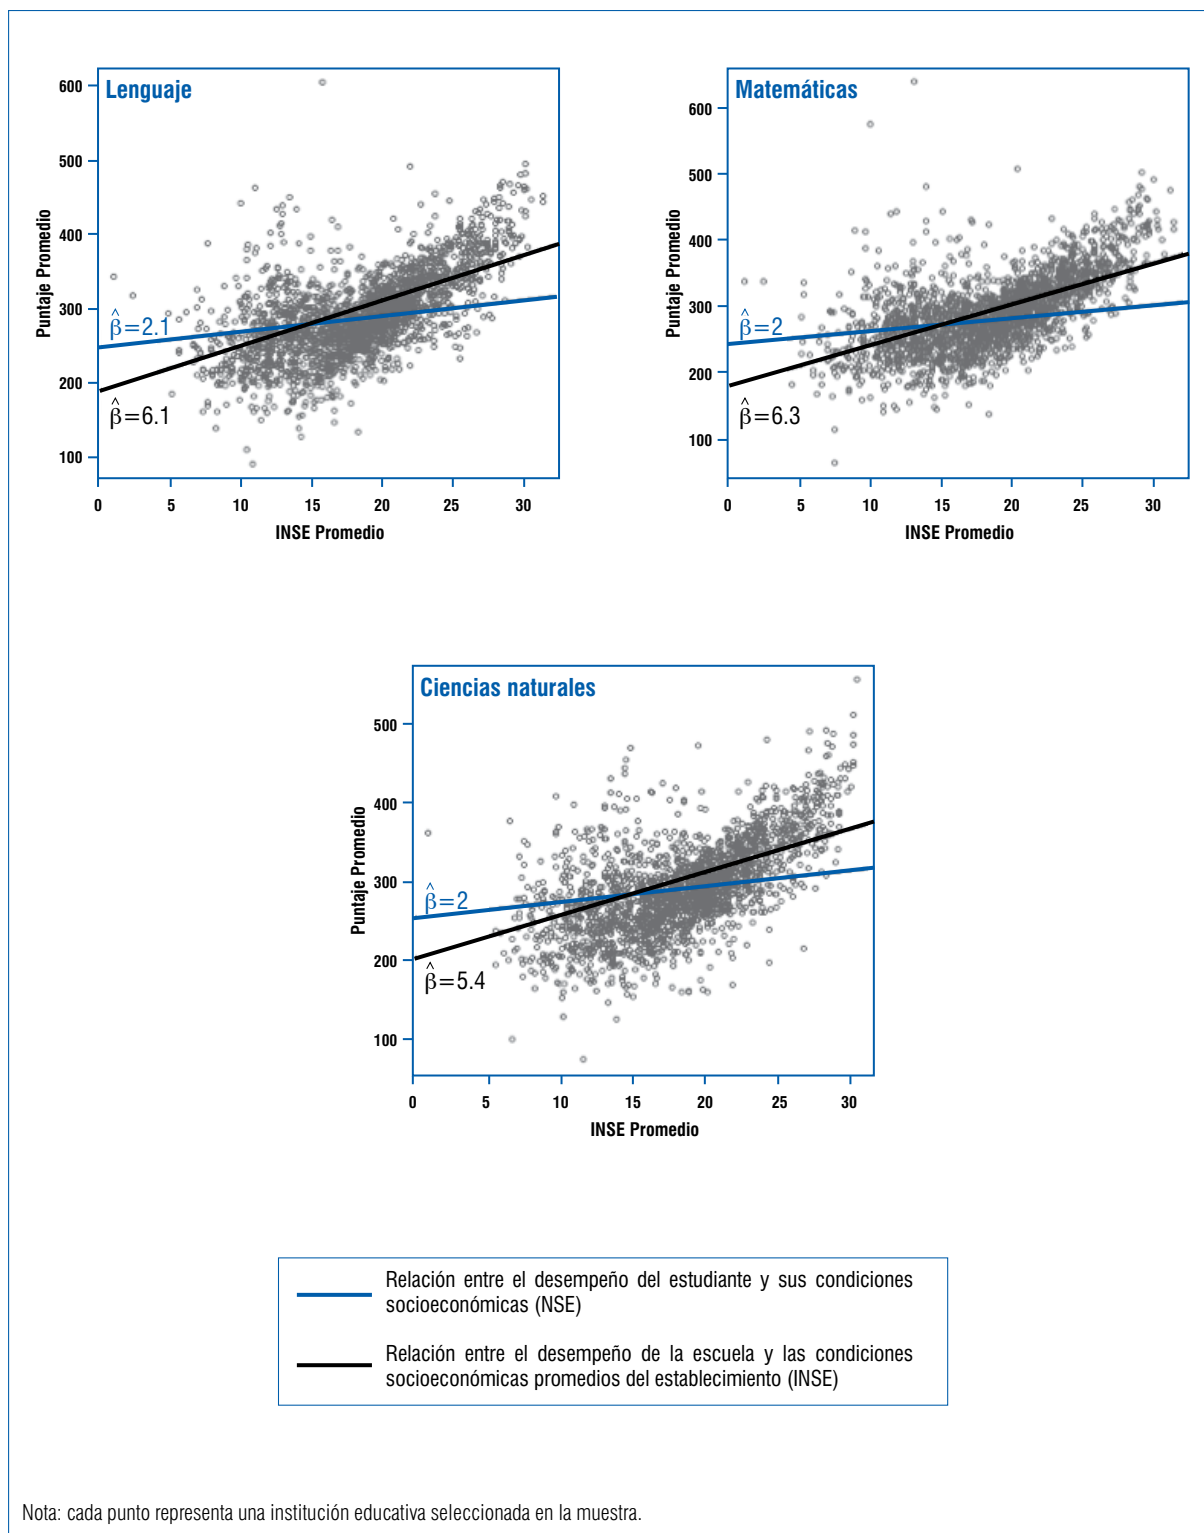 Lenguaje
600
500
400
300
200
100
Puntaje Promedio
β̂=2.1
β̂=6.1
0 5 10 15 20 25 30
INSE Promedio
Matemáticas
600
500
400
300
200
100
Puntaje Promedio
β̂=2
β̂=6.3
0 5 10 15 20 25 30
INSE Promedio
Ciencias naturales
500
400
300
200
100
Puntaje Promedio
β̂=2
β̂=5.4
0 5 10 15 20 25 30
INSE Promedio
Relación entre el desempeño del estudiante y sus condiciones
socioeconómicas (NSE)
Relación entre el desempeño de la escuela y las condiciones
socioeconómicas promedios del establecimiento (INSE)
Nota: cada punto representa una institución educativa seleccionada en la muestra.